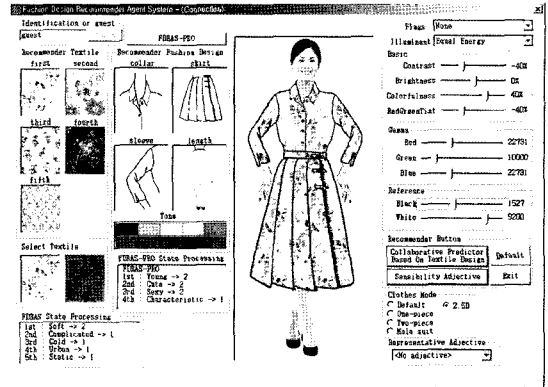 Fashion Design Recommender Agent System - (Connection)
Identification or guest
guest
FDRAS-PRO
Recommender Textile
first
second
third
fourth
fifth
Select Textile
Recommender Fashion Design
collar
skirt
sleeve
length
Tone
FDRAS-PRO State Processing
FDRAS-PRO
1st : Young -> 2
2nd : Cute -> 2
3rd : Sexy -> 2
4th : Characteristic -> 1
FDRAS State Processing
1st : Soft -> 2
2nd : Complicated -> 1
3rd : Cold -> 1
4th : Urban -> 1
5th : Static -> 1
Flags
None
Illuminant
Equal Energy
Basic
Contrast
-40%
Brightness
0%
Colorfulness
40%
RedGreenTint
-40%
Gamma
Red
22731
Green
10000
Blue
22731
Reference
Black
1527
White
9200
Recommender Button
Collaborative Predictor
Based On Textile Design
Default
Sensibility Adjective
Exit
Clothes Mode
Default
2.5D
One-piece
Two-piece
Male suit
Representative Adjective
<No adjective>